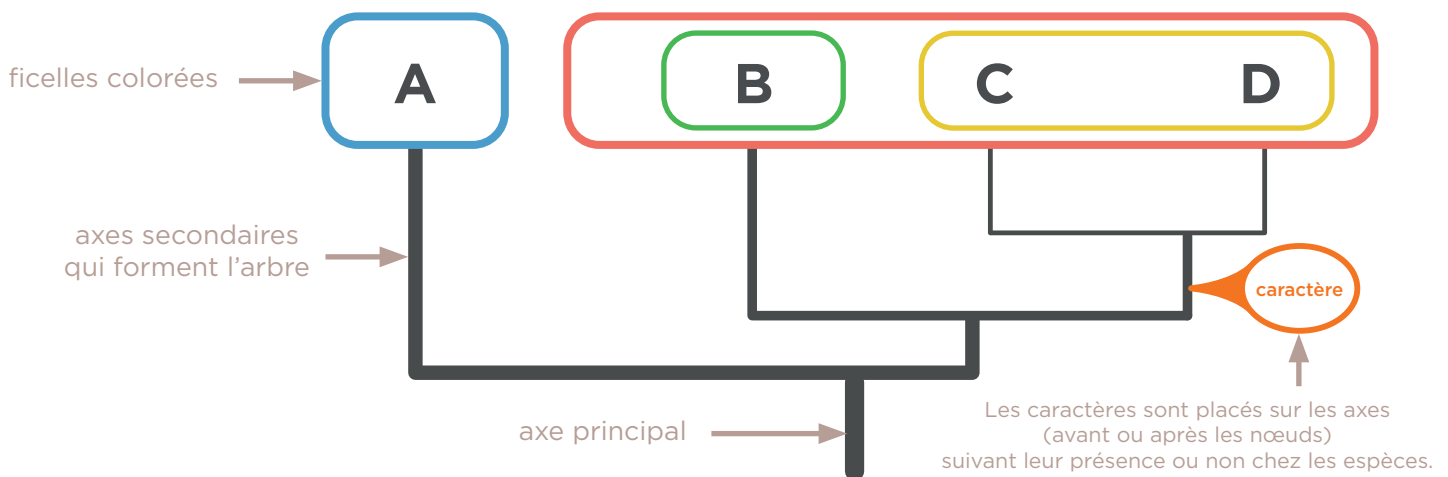 ficelles colorées
A
B
C
D
axes secondaires
qui forment l’arbre
caractère
axe principal
Les caractères sont placés sur les axes
(avant ou après les nœuds)
suivant leur présence ou non chez les espèces.